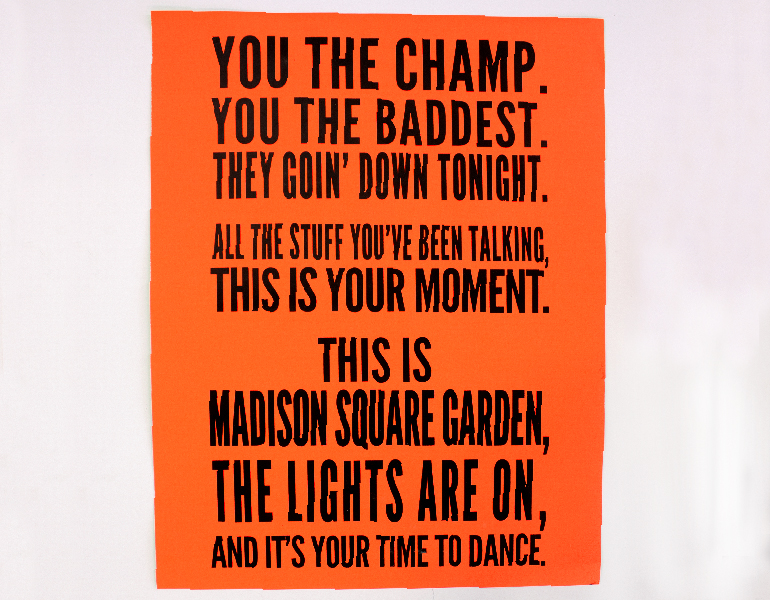 YOU THE CHAMP.
YOU THE BADDEST.
THEY GOIN' DOWN TONIGHT.
ALL THE STUFF YOU'VE BEEN TALKING,
THIS IS YOUR MOMENT.
THIS IS
MADISON SQUARE GARDEN,
THE LIGHTS ARE ON,
AND IT'S YOUR TIME TO DANCE.